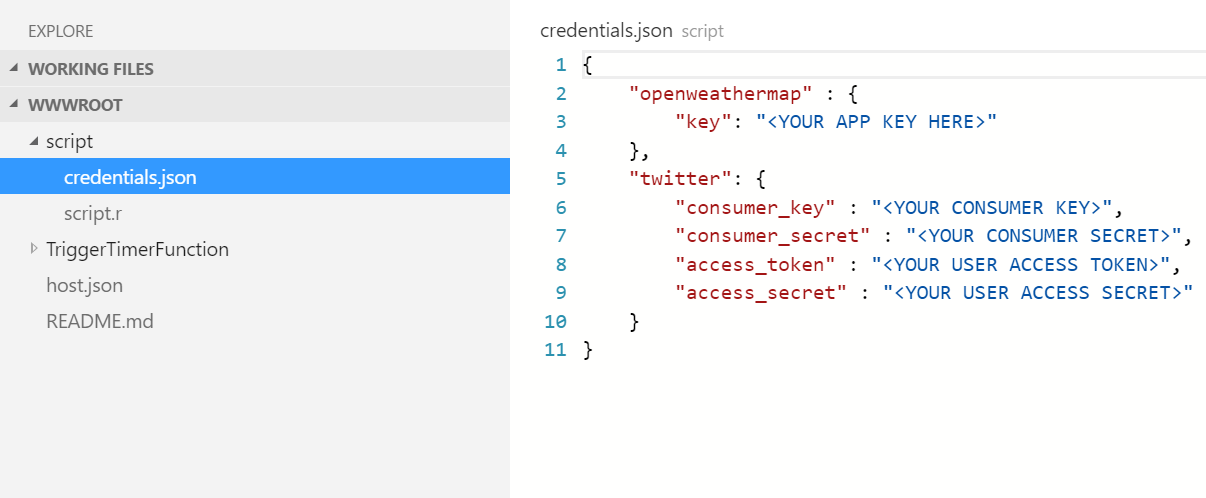 EXPLORE
WORKING FILES
WWWROOT
script
credentials.json
script.r
TriggerTimerFunction
host.json
README.md
credentials.json script
1 {
2     "openweathermap" : {
3         "key": "<YOUR APP KEY HERE>"
4     },
5     "twitter": {
6         "consumer_key" : "<YOUR CONSUMER KEY>",
7         "consumer_secret" : "<YOUR CONSUMER SECRET>",
8         "access_token" : "<YOUR USER ACCESS TOKEN>",
9         "access_secret" : "<YOUR USER ACCESS SECRET>"
10     }
11 }